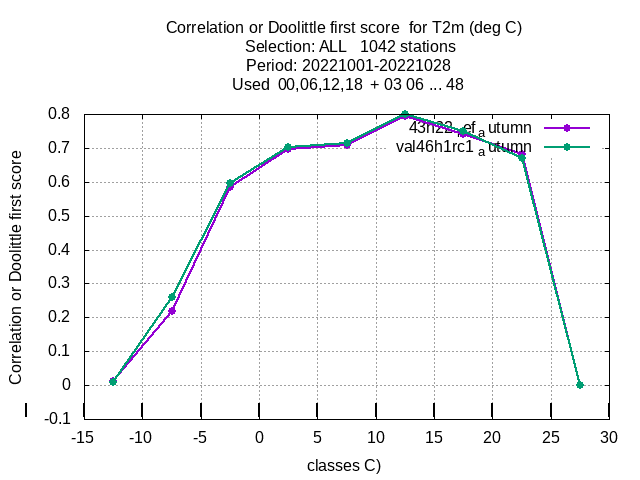 Correlation or Doolittle first score for T2m (deg C)
Selection: ALL 1042 stations
Period: 20221001-20221028
Used 00,06,12,18 + 03 06 ... 48
0.8
0.7
0.6
0.5
0.4
0.3
0.2
0.1
0
-0.1
Correlation or Doolittle first score
val46h1rc1 autumn
-15 -10 -5 0 5 10 15 20 25 30
classes C)